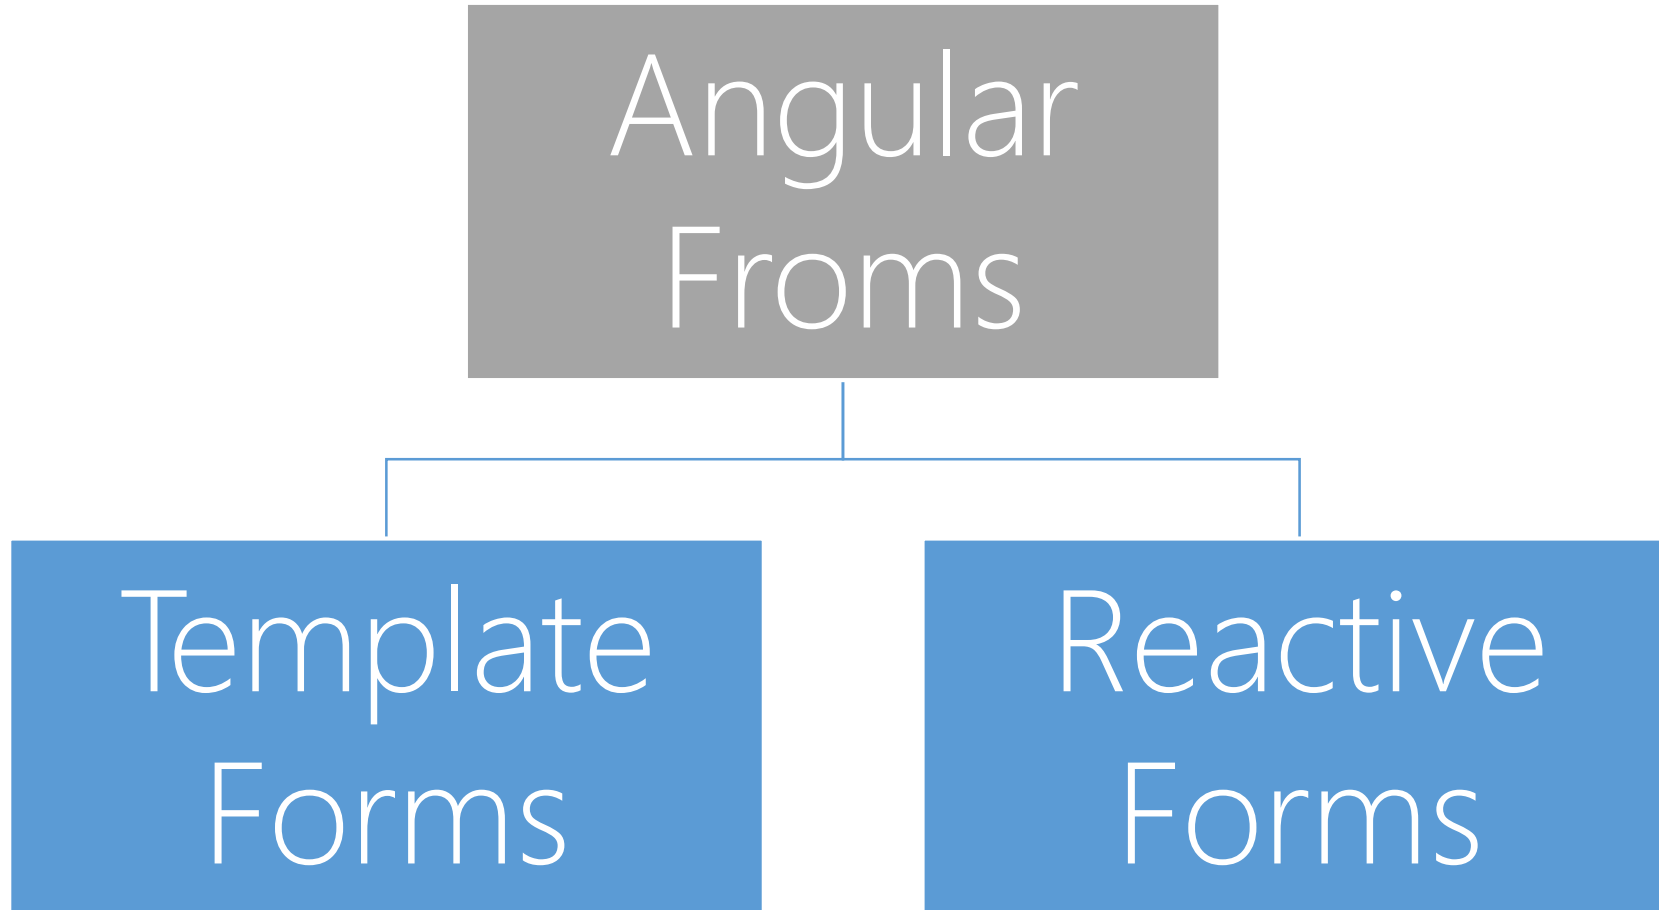 Angular
Froms
Template
Forms
Reactive
Forms